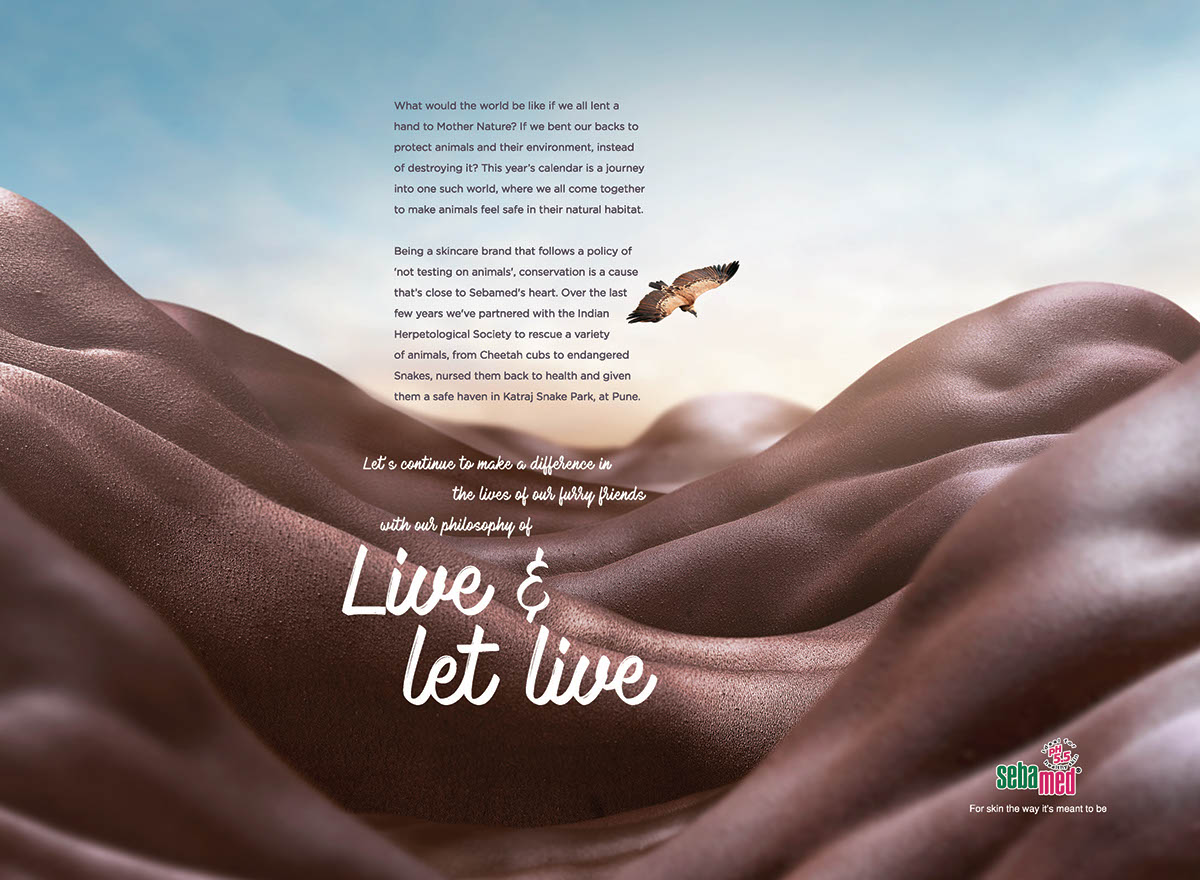 What would the world be like if we all lent a
hand to Mother Nature? If we bent our backs to
protect animals and their environment, instead
of destroying it? This year's calendar is a journey
into one such world, where we all come together
to make animals feel safe in their natural habitat.
Being a skincare brand that follows a policy of
'not testing on animals', conservation is a cause
that's close to Sebamed's heart. Over the last
few years we've partnered with the Indian
Herpetological Society to rescue a variety
of animals, from Cheetah cubs to endangered
Snakes, nursed them back to health and given
them a safe haven in Katraj Snake Park, at Pune.
Let's continue to make a difference in
the lives of our furry friends
with our philosophy of
Live &
let live
pH
5.5
sebamed®
For skin the way it's meant to be